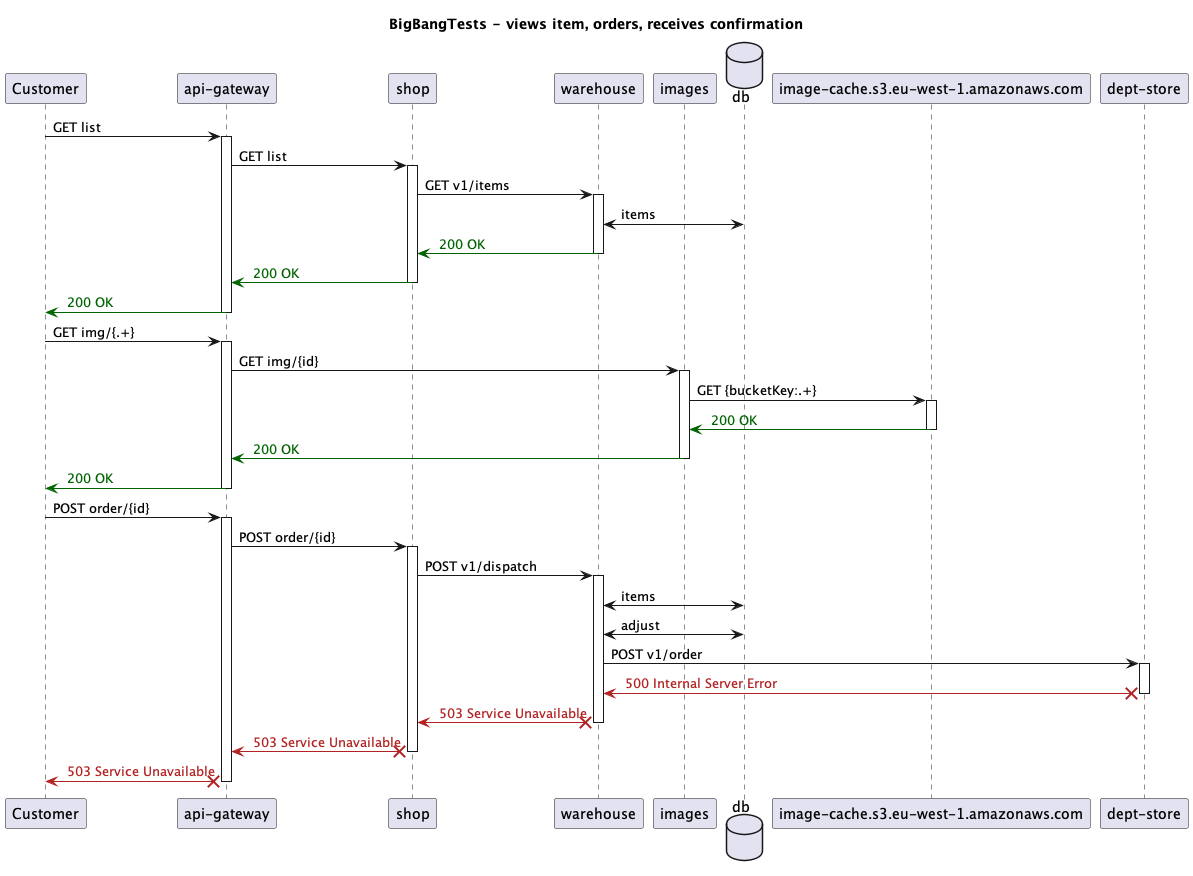 BigBangTests - views item, orders, receives confirmation
Customer api-gateway shop warehouse images db image-cache.s3.eu-west-1.amazonaws.com dept-store
GET list
GET list
GET v1/items
items
200 OK
200 OK
200 OK
GET img/{.+}
GET img/{id}
GET {bucketKey:.+}
200 OK
200 OK
200 OK
POST order/{id}
POST order/{id}
POST v1/dispatch
items
adjust
POST v1/order
500 Internal Server Error
503 Service Unavailable
503 Service Unavailable
503 Service Unavailable
Customer api-gateway shop warehouse images db image-cache.s3.eu-west-1.amazonaws.com dept-store